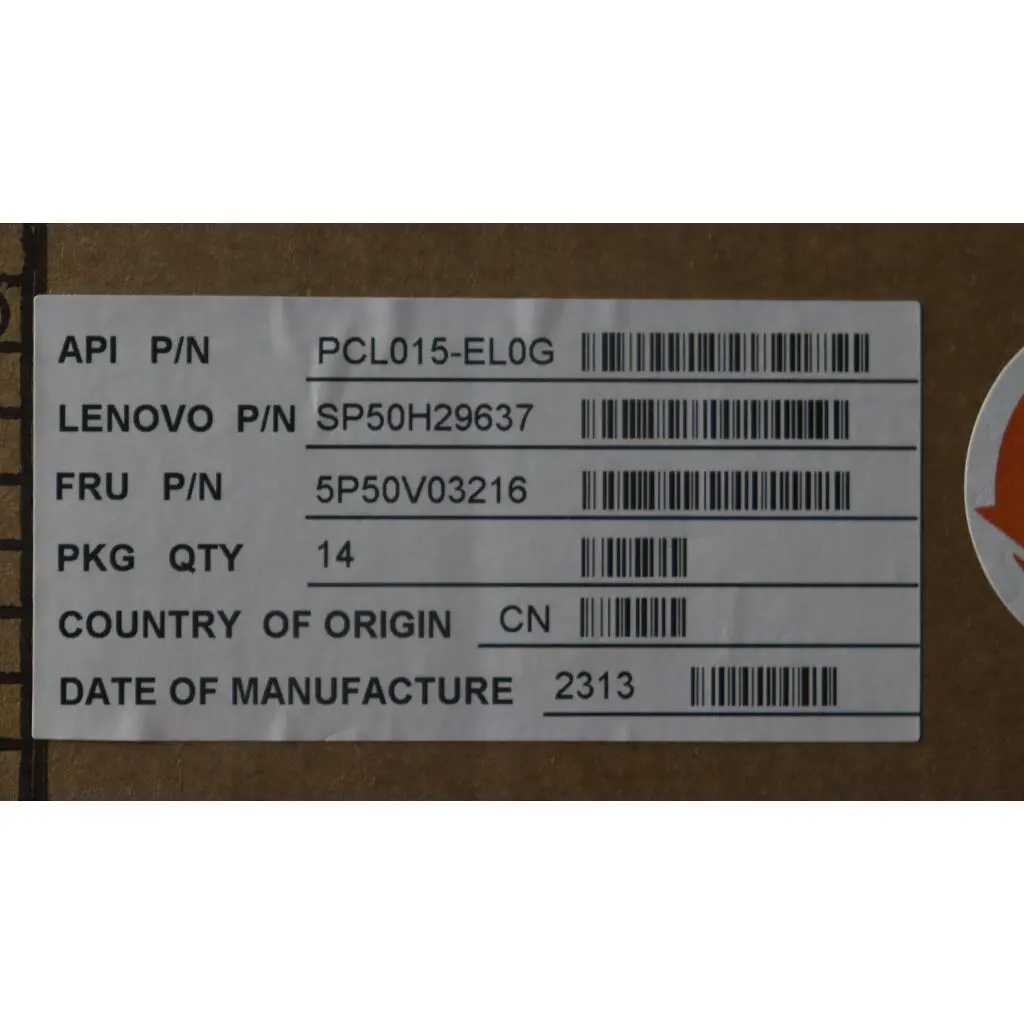 API P/N PCL015-EL0G
LENOVO P/N SP50H29637
FRU P/N 5P50V03216
PKG QTY 14
COUNTRY OF ORIGIN CN
DATE OF MANUFACTURE 2313